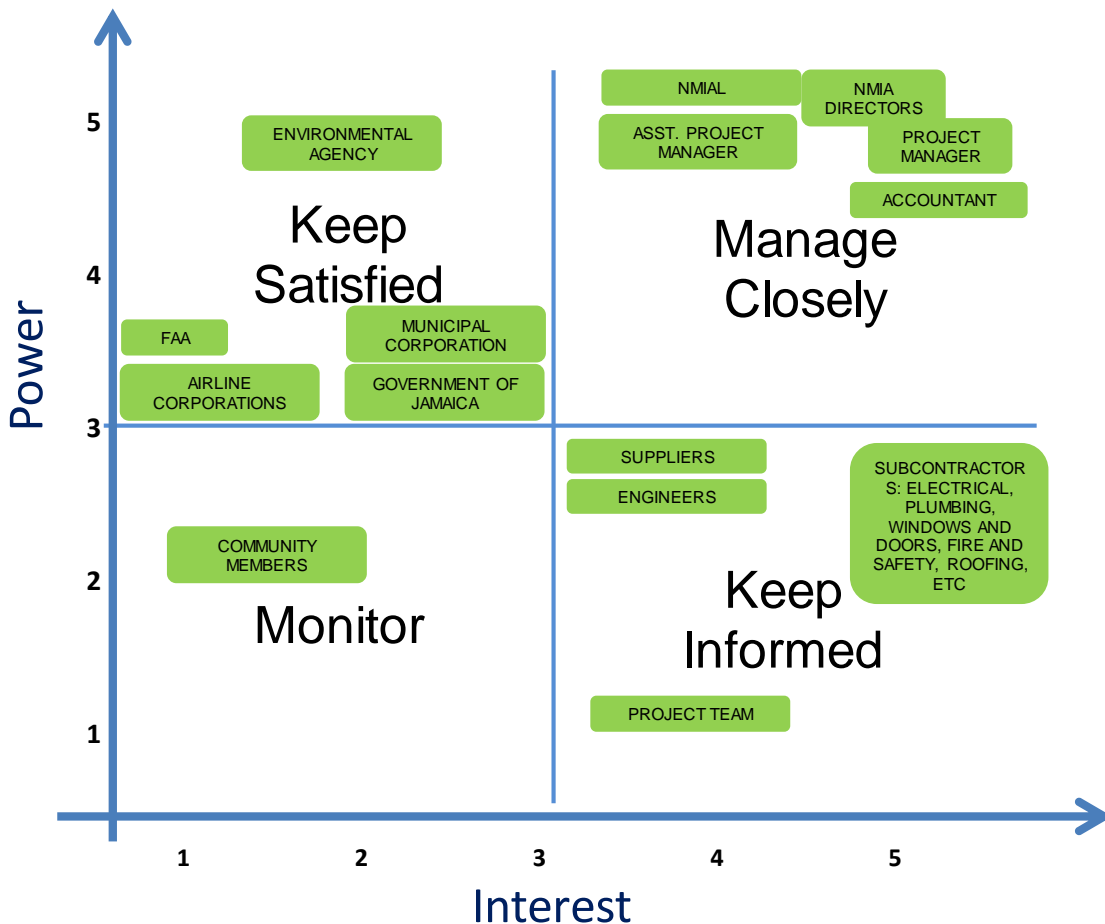 NMIAL
NMIA
DIRECTORS
5
ENVIRONMENTAL
AGENCY
ASST. PROJECT
MANAGER
PROJECT
MANAGER
ACCOUNTANT
Keep
Satisfied
Manage
Closely
4
Power
FAA
MUNICIPAL
CORPORATION
AIRLINE
CORPORATIONS
GOVERNMENT OF
JAMAICA
3
SUPPLIERS
ENGINEERS
SUBCONTRACTOR
S: ELECTRICAL,
PLUMBING,
WINDOWS AND
DOORS, FIRE AND
SAFETY, ROOFING,
ETC
COMMUNITY
MEMBERS
2
Monitor
Keep
Informed
PROJECT TEAM
1
1 2 3 4 5
Interest